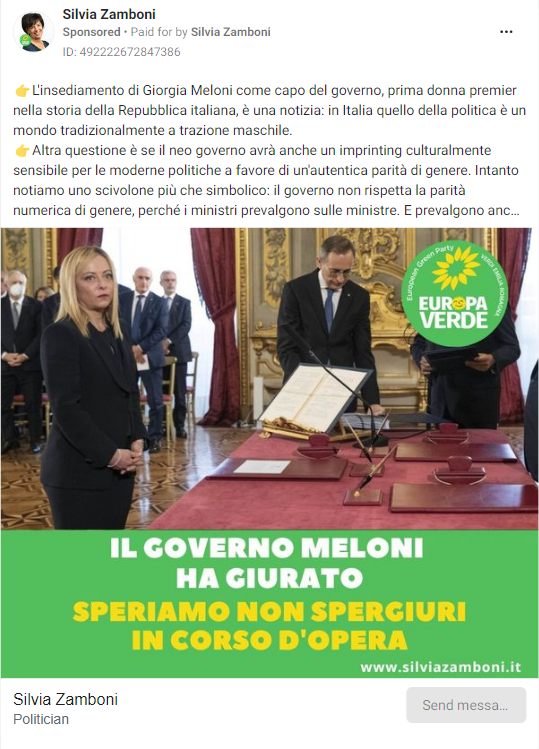 Silvia Zamboni
Sponsored • Paid for by Silvia Zamboni
ID: 492222672847386
👉L'insediamento di Giorgia Meloni come capo del governo, prima donna premier
nella storia della Repubblica italiana, è una notizia: in Italia quello della politica è un
mondo tradizionalmente a trazione maschile.
👉Altra questione è se il neo governo avrà anche un imprinting culturalmente
sensibile per le moderne politiche a favore di un'autentica parità di genere. Intanto
notiamo uno scivolone più che simbolico: il governo non rispetta la parità
numerica di genere, perché i ministri prevalgono sulle ministre. E prevalgono anc...
European Green Party
VERDI EMILIA ROMAGNA
EUROPA
VERDE
IL GOVERNO MELONI
HA GIURATO
SPERIAMO NON SPERGIURI
IN CORSO D'OPERA
www.silviazamboni.it
Silvia Zamboni
Politician
Send messa...